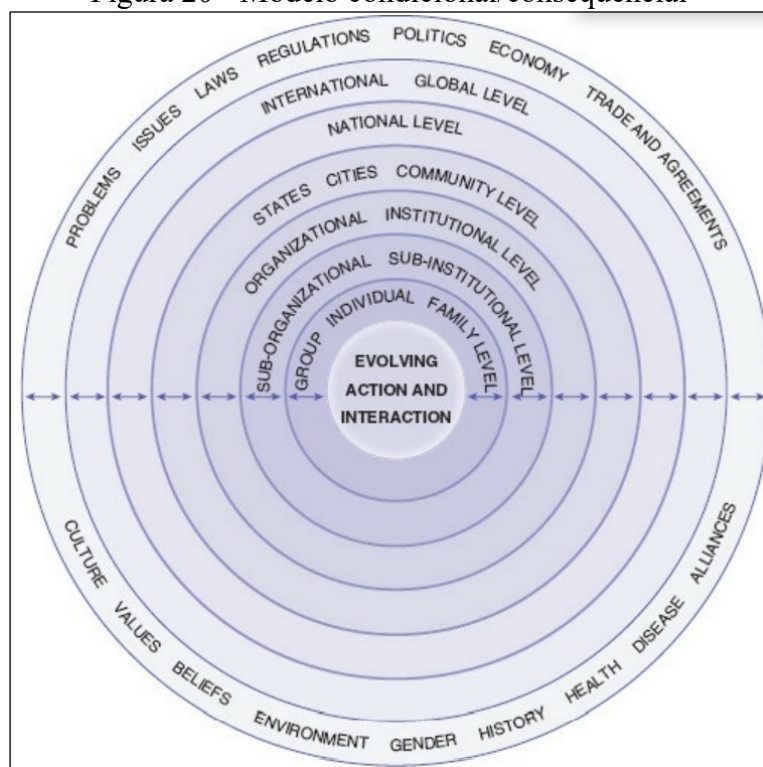 Figura 20 - Modelo condicional/consequencial
PROBLEMS ISSUES LAWS REGULATIONS POLITICS ECONOMY TRADE AND AGREEMENTS
INTERNATIONAL GLOBAL LEVEL
NATIONAL LEVEL
STATES CITIES COMMUNITY LEVEL
ORGANIZATIONAL INSTITUTIONAL LEVEL
SUB-ORGANIZATIONAL SUB-INSTITUTIONAL LEVEL
GROUP INDIVIDUAL FAMILY LEVEL
EVOLVING
ACTION AND
INTERACTION
CULTURE VALUES BELIEFS ENVIRONMENT GENDER HISTORY HEALTH DISEASE ALLIANCES